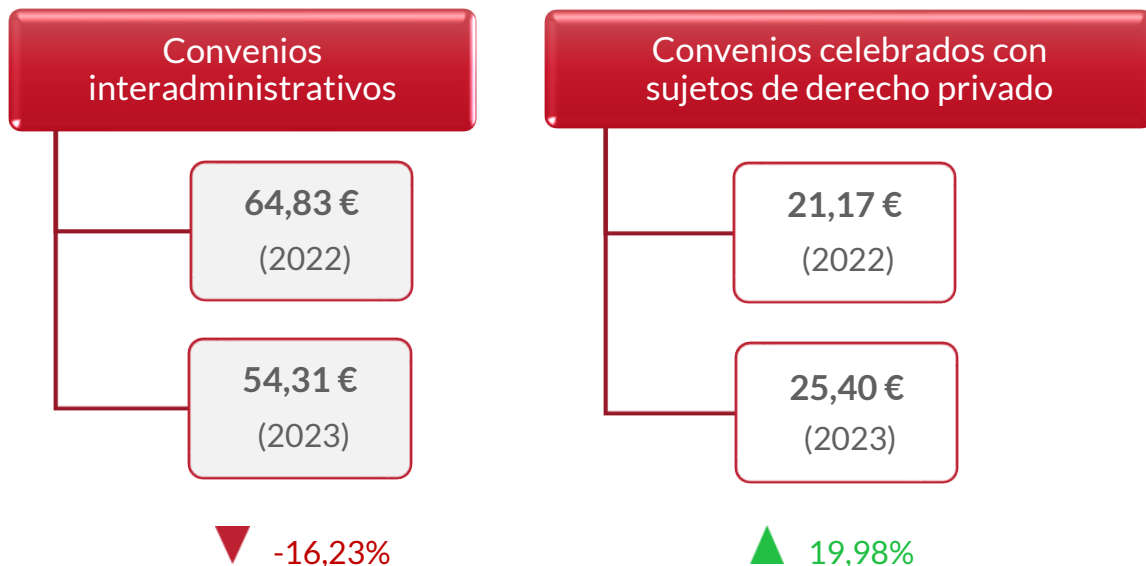 Convenios
interadministrativos
64,83 €
(2022)
54,31 €
(2023)
-16,23%
Convenios celebrados con
sujetos de derecho privado
21,17 €
(2022)
25,40 €
(2023)
19,98%